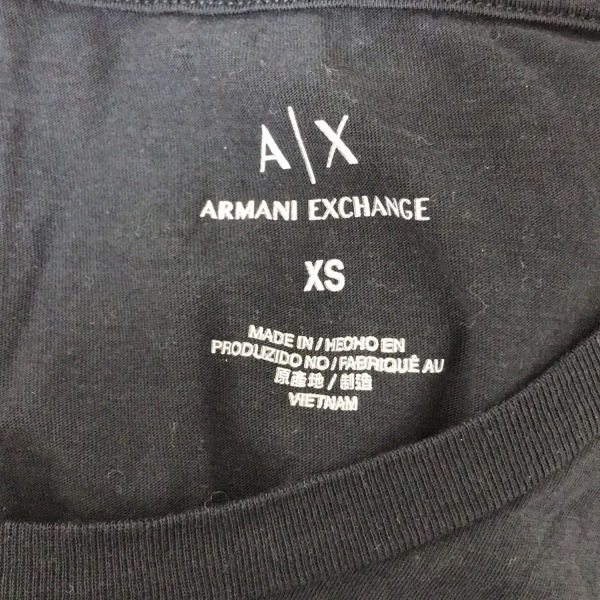 A|X
ARMANI EXCHANGE
XS
MADE IN / HECHO EN
PRODUZIDO NO / FABRIQUÉ AU
原產地 / 制造
VIETNAM